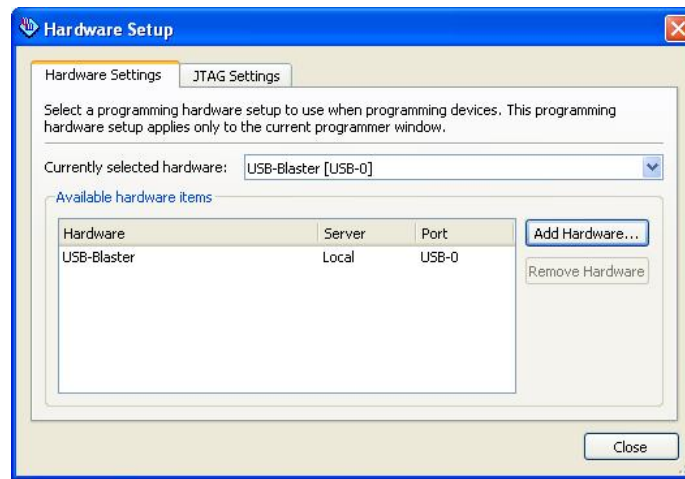 Hardware Setup
Hardware Settings
JTAG Settings
Select a programming hardware setup to use when programming devices. This programming
hardware setup applies only to the current programmer window.
Currently selected hardware: USB-Blaster [USB-0]
Available hardware items
Hardware Server Port
USB-Blaster Local USB-0
Add Hardware...
Remove Hardware
Close